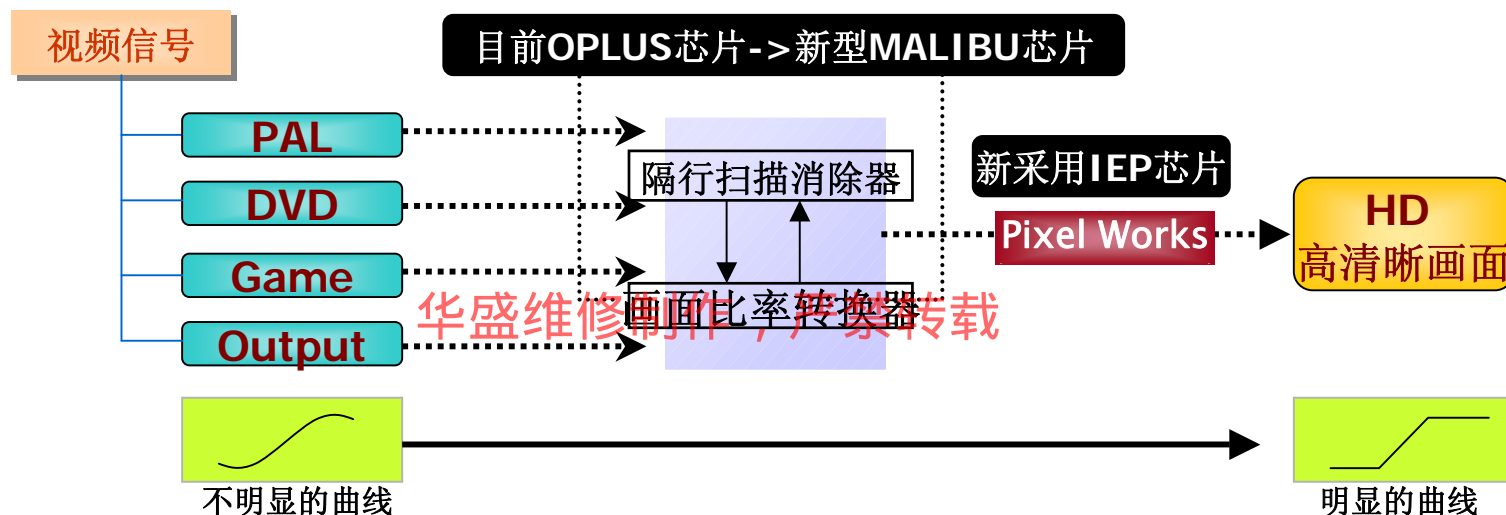 视频信号
目前OPLUS芯片->新型MALIBU芯片
PAL
DVD
Game
Output
隔行扫描消除器
画面比率转换器
新采用IEP芯片
Pixel Works
HD
高清晰画面
华盛维修制作，严禁转载
不明显的曲线
明显的曲线